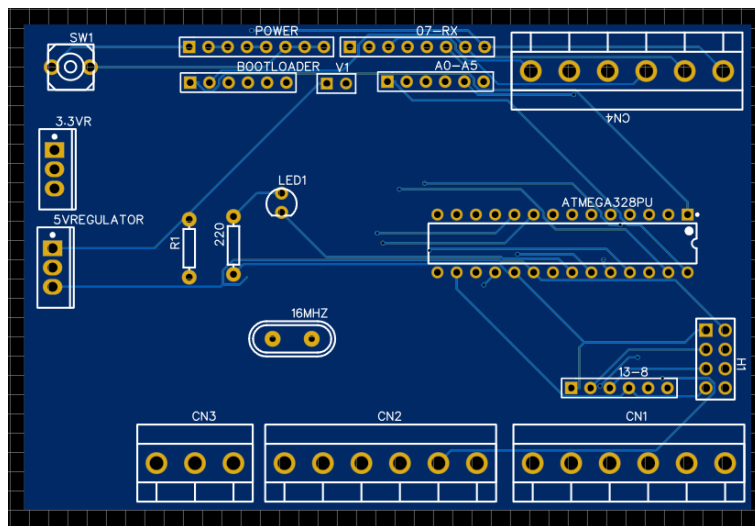 SW1
POWER
07-RX
BOOTLOADER
V1
A0-A5
CN4
3.3VR
LED1
5VREGULATOR
R1
220
ATMEGA328PU
16MHZ
H1
13-8
CN3
CN2
CN1